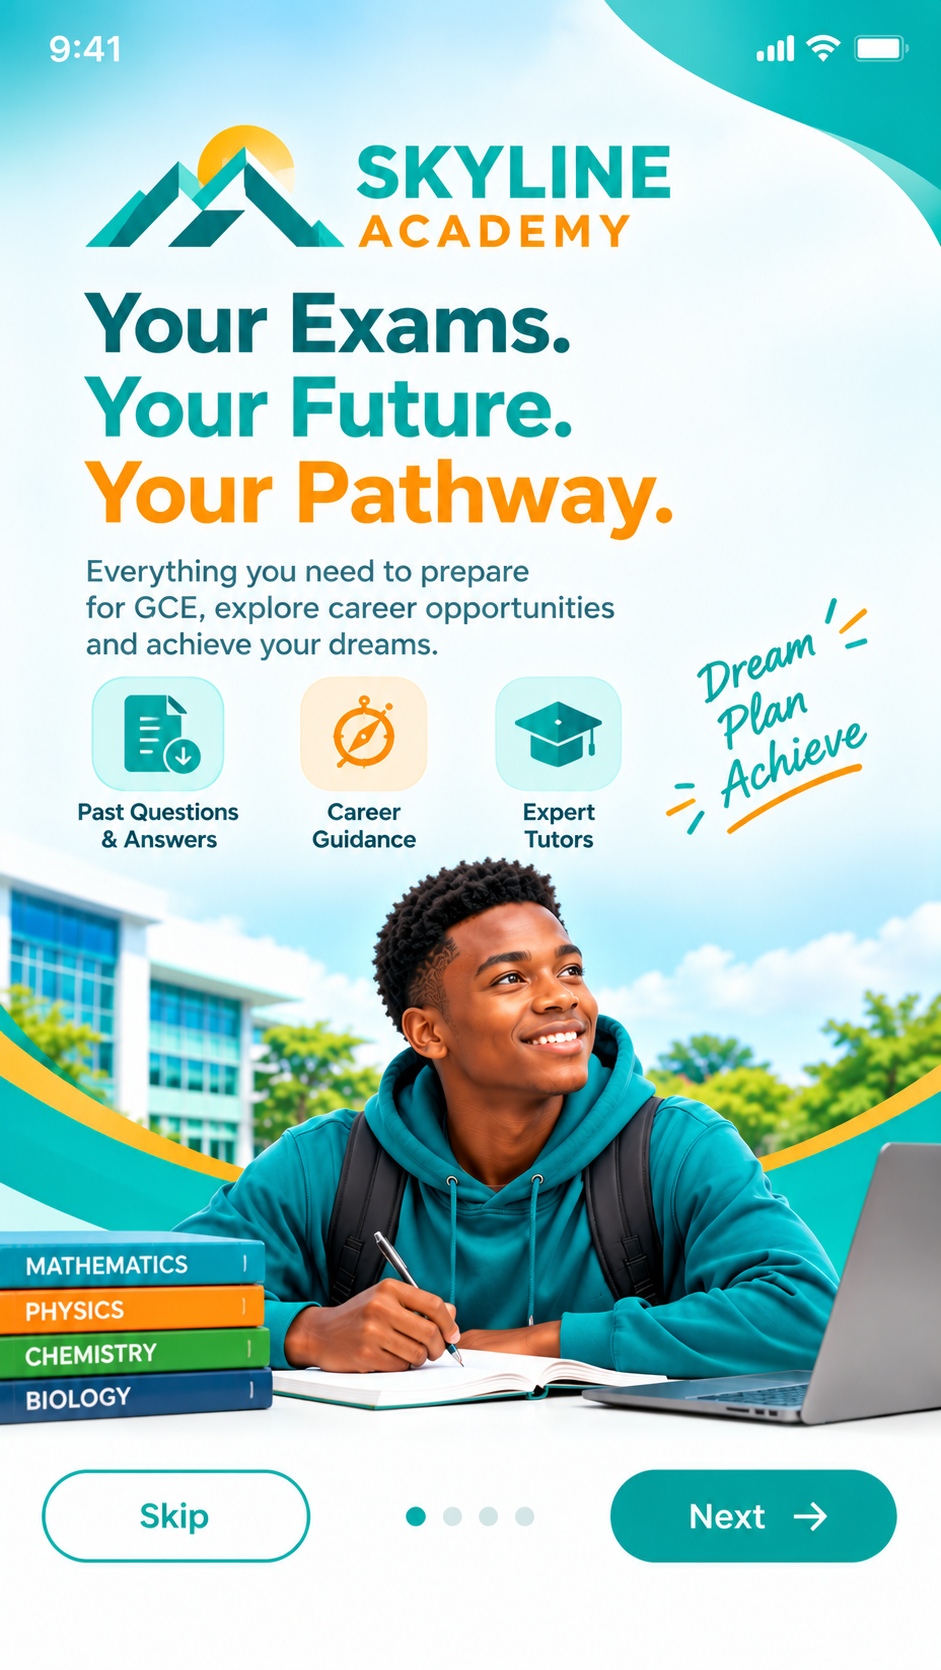 9:41
SKYLINE
ACADEMY
Your Exams.
Your Future.
Your Pathway.
Everything you need to prepare
for GCE, explore career opportunities
and achieve your dreams.
Past Questions
& Answers
Career
Guidance
Expert
Tutors
Dream
Plan
Achieve
MATHEMATICS
PHYSICS
CHEMISTRY
BIOLOGY
Skip
Next →